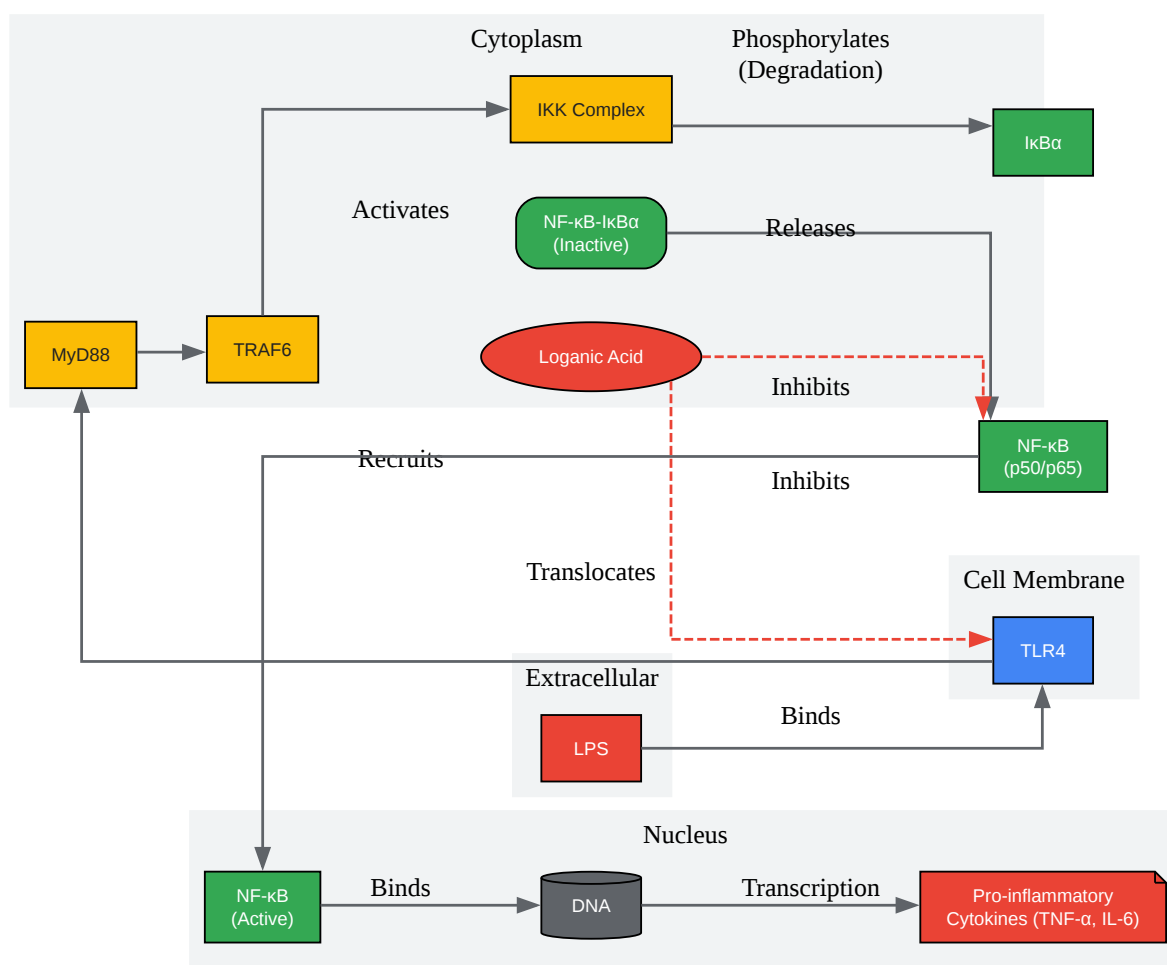 Cytoplasm
Phosphorylates
(Degradation)
IKK Complex
IκBα
Activates
NF-κB-IκBα
(Inactive)
Releases
MyD88
TRAF6
Loganic Acid
Inhibits
NF-κB
(p50/p65)
Recruits
Inhibits
Translocates
Cell Membrane
TLR4
Extracellular
Binds
LPS
Nucleus
NF-κB
(Active)
Binds
DNA
Transcription
Pro-inflammatory
Cytokines (TNF-α, IL-6)